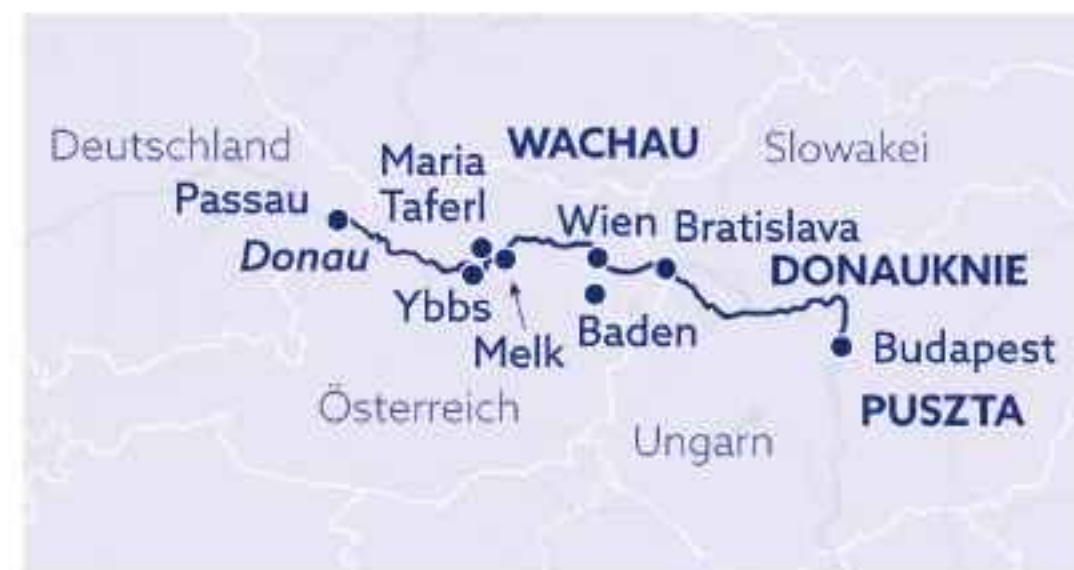 Deutschland
WACHAU
Slowakei
Maria
Taferl
Passau
Wien
Bratislava
Donau
DONAUKNIE
Ybbs
Baden
Melk
Budapest
Österreich
PUSZTA
Ungarn